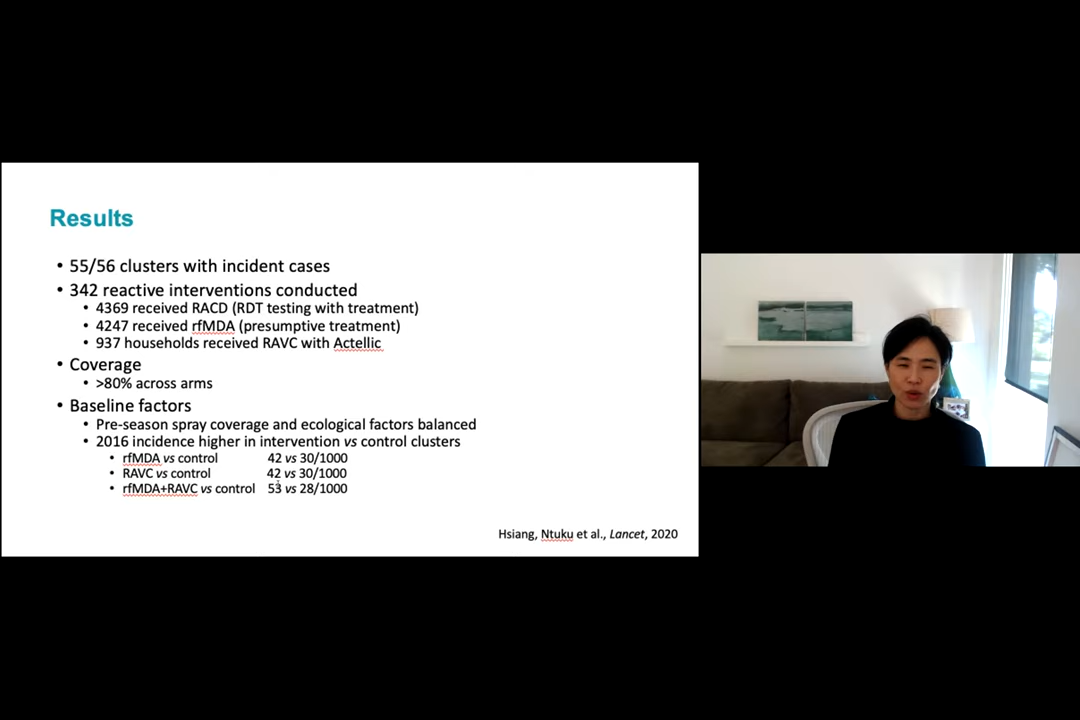 Results
• 55/56 clusters with incident cases
• 342 reactive interventions conducted
• 4369 received RACD (RDT testing with treatment)
• 4247 received rfMDA (presumptive treatment)
• 937 households received RAVC with Actellic
• Coverage
• >80% across arms
• Baseline factors
• Pre-season spray coverage and ecological factors balanced
• 2016 incidence higher in intervention vs control clusters
• rfMDA vs control 42 vs 30/1000
• RAVC vs control 42 vs 30/1000
• rfMDA+RAVC vs control 53 vs 28/1000
Hsiang, Ntuku et al., Lancet, 2020